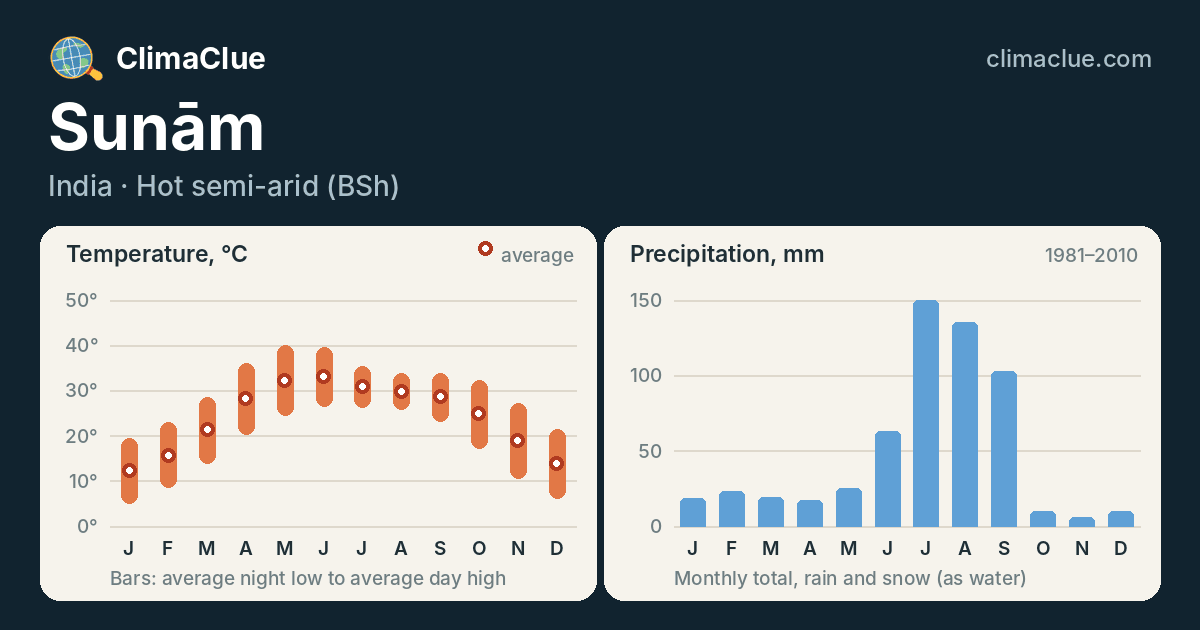 ClimaClue
climaclue.com
Sunām
India · Hot semi-arid (BSh)
Temperature, °C
average
50°
40°
30°
20°
10°
0°
J F M A M J J A S O N D
Bars: average night low to average day high
Precipitation, mm
1981–2010
150
100
50
0
J F M A M J J A S O N D
Monthly total, rain and snow (as water)